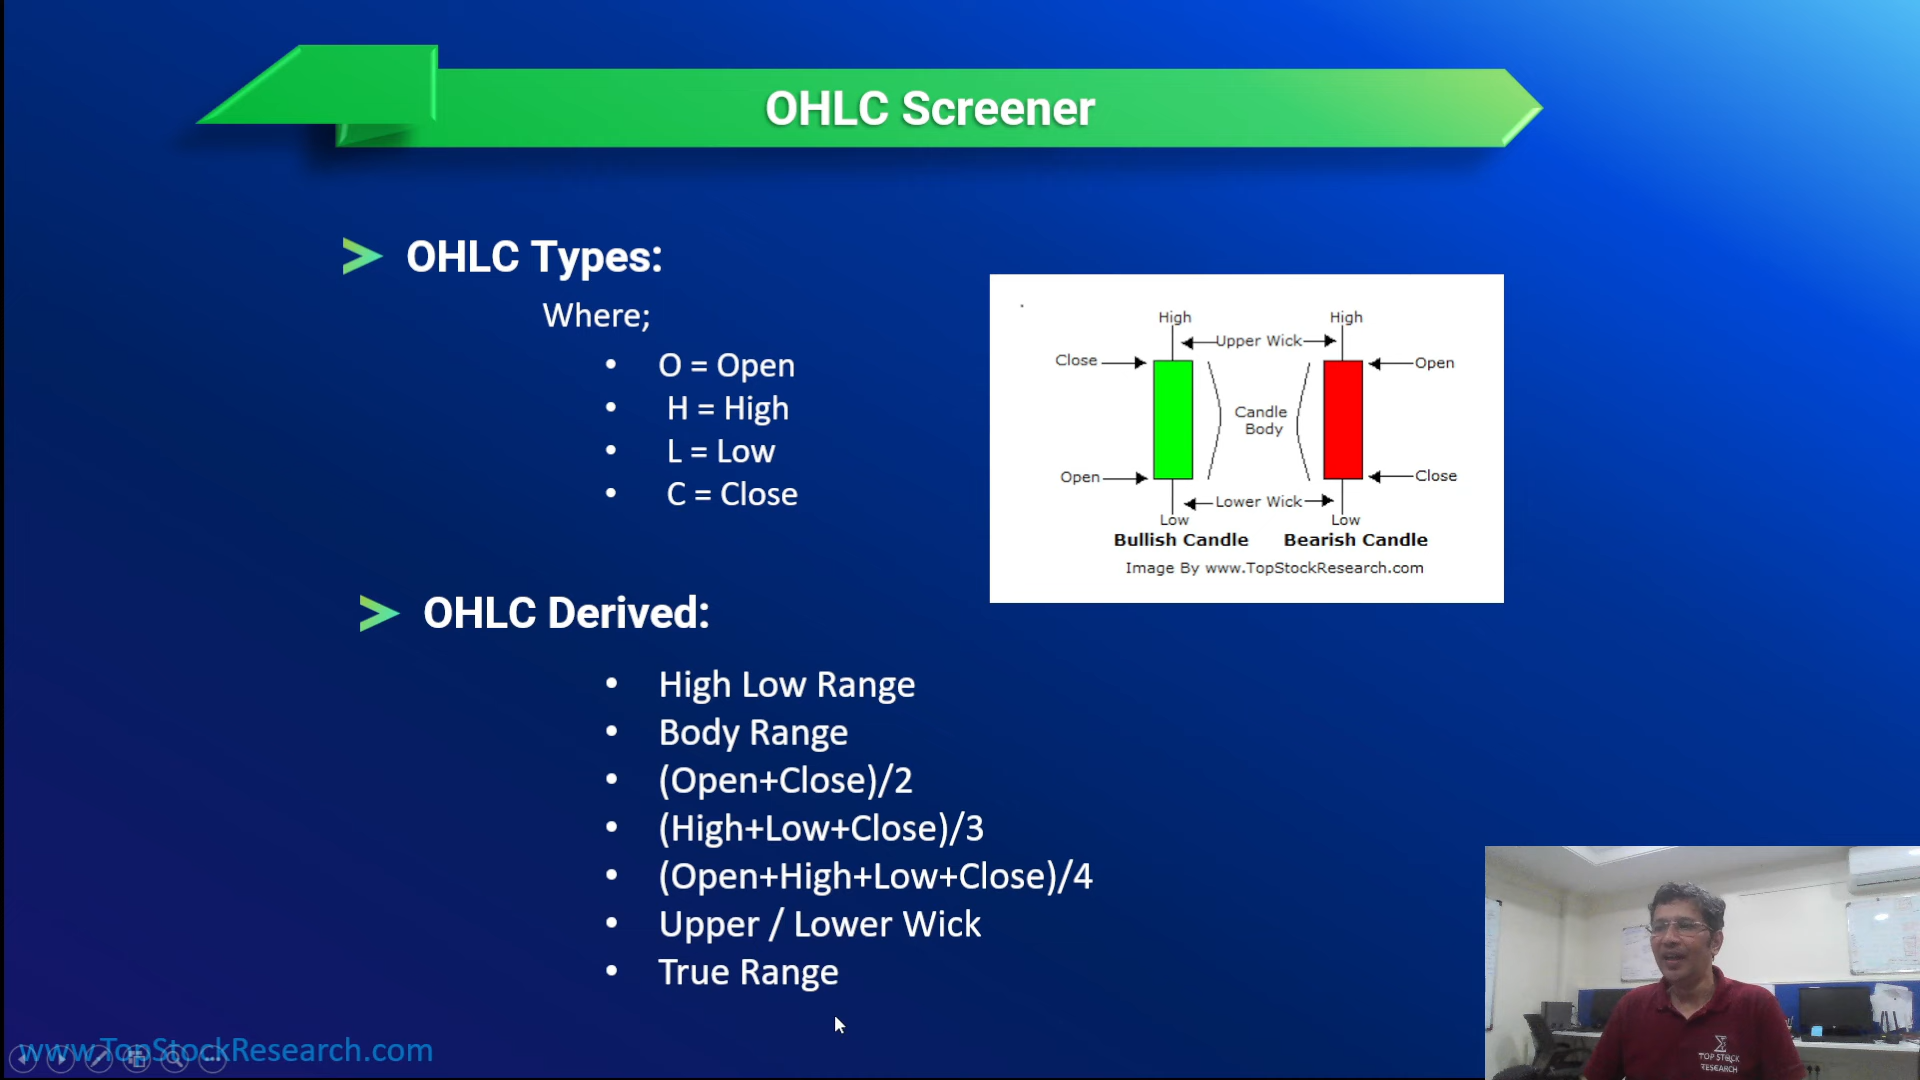 OHLC Screener
OHLC Types:
Where;
• O = Open
• H = High
• L = Low
• C = Close
High High
Upper Wick
Close Open
Candle
Body
Open Close
Lower Wick
Low Low
Bullish Candle Bearish Candle
Image By www.TopStockResearch.com
OHLC Derived:
• High Low Range
• Body Range
• (Open+Close)/2
• (High+Low+Close)/3
• (Open+High+Low+Close)/4
• Upper / Lower Wick
• True Range
www.TopStockResearch.com
TOP STOCK
RESEARCH